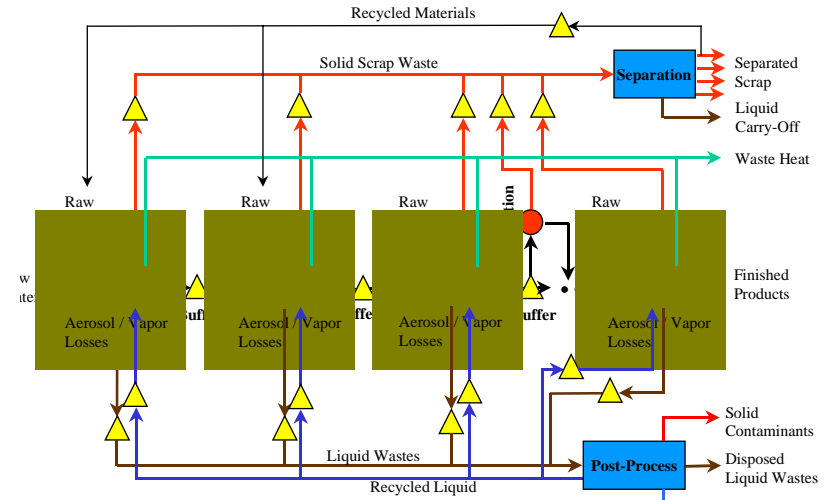 Recycled Materials
Solid Scrap Waste
Separation
Separated
Scrap
Liquid
Carry-Off
Waste Heat
Raw
Raw
Raw
Raw
Finished
Products
Aerosol / Vapor
Losses
Aerosol / Vapor
Losses
Aerosol / Vapor
Losses
Aerosol / Vapor
Losses
Solid
Contaminants
Liquid Wastes
Post-Process
Disposed
Liquid Wastes
Recycled Liquid